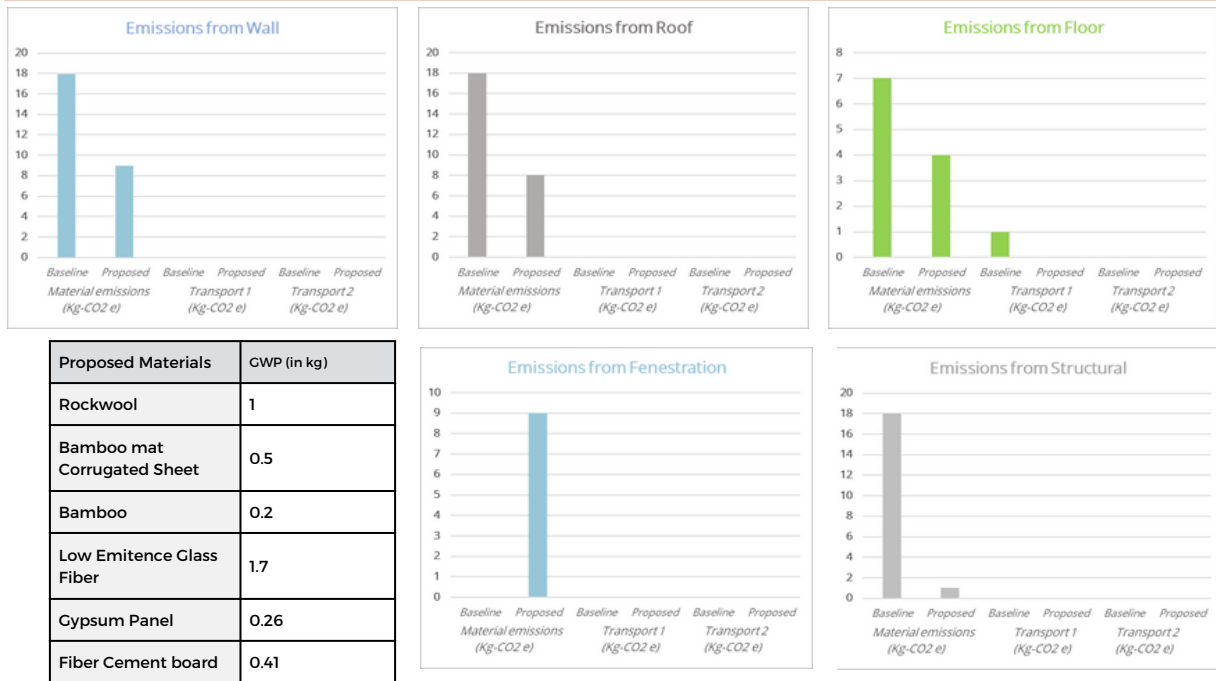 Emissions from Wall
20
18
16
14
12
10
8
6
4
2
0
Baseline Proposed Baseline Proposed Baseline Proposed
Material emissions Transport 1 Transport 2
(Kg-CO2 e) (Kg-CO2 e) (Kg-CO2 e)
Emissions from Roof
20
18
16
14
12
10
8
6
4
2
0
Baseline Proposed Baseline Proposed Baseline Proposed
Material emissions Transport 1 Transport 2
(Kg-CO2 e) (Kg-CO2 e) (Kg-CO2 e)
Emissions from Floor
8
7
6
5
4
3
2
1
0
Baseline Proposed Baseline Proposed Baseline Proposed
Material emissions Transport 1 Transport 2
(Kg-CO2 e) (Kg-CO2 e) (Kg-CO2 e)
Proposed Materials GWP (in kg)
Rockwool 1
Bamboo mat
Corrugated Sheet 0.5
Bamboo 0.2
Low Emitence Glass
Fiber 1.7
Gypsum Panel 0.26
Fiber Cement board 0.41
Emissions from Fenestration
10
9
8
7
6
5
4
3
2
1
0
Baseline Proposed Baseline Proposed Baseline Proposed
Material emissions Transport 1 Transport 2
(Kg-CO2 e) (Kg-CO2 e) (Kg-CO2 e)
Emissions from Structural
20
18
16
14
12
10
8
6
4
2
0
Baseline Proposed Baseline Proposed Baseline Proposed
Material emissions Transport 1 Transport 2
(Kg-CO2 e) (Kg-CO2 e) (Kg-CO2 e)